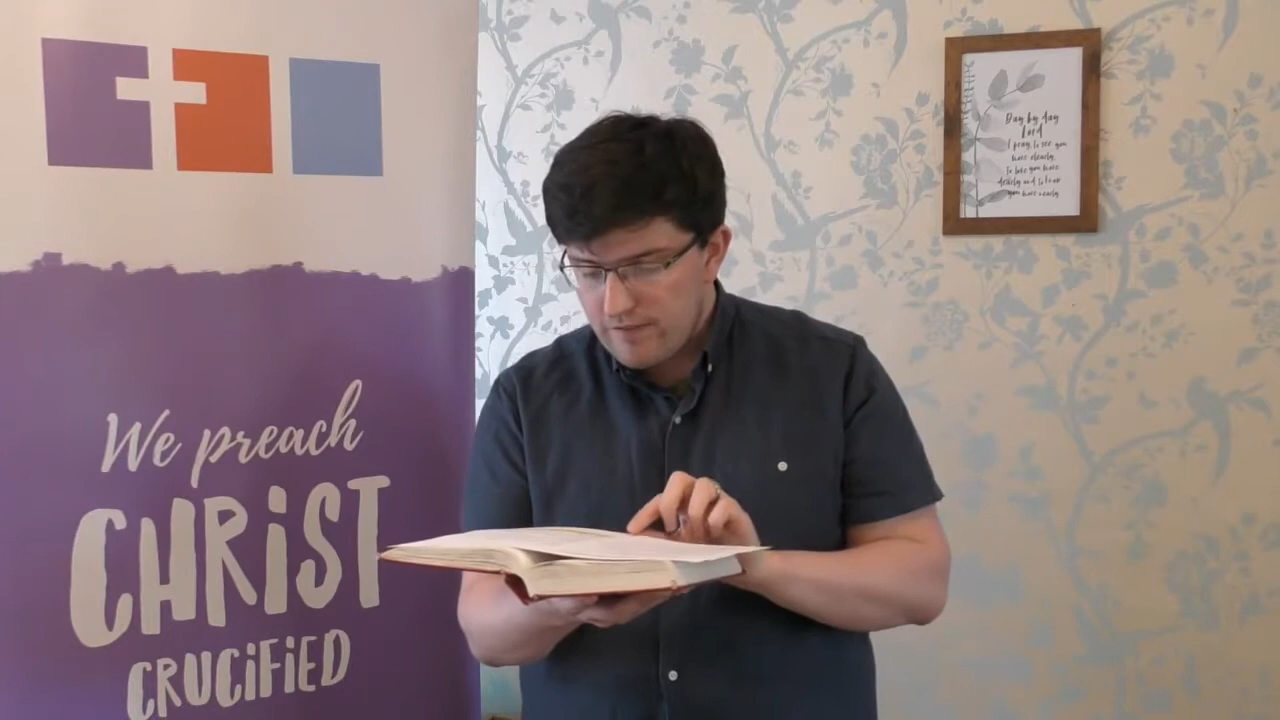 We preach
CHRiST
CRUCiFiED
Day by day
Lord
I pray, to see you
more clearly,
To love you more
dearly and to know
you more nearly